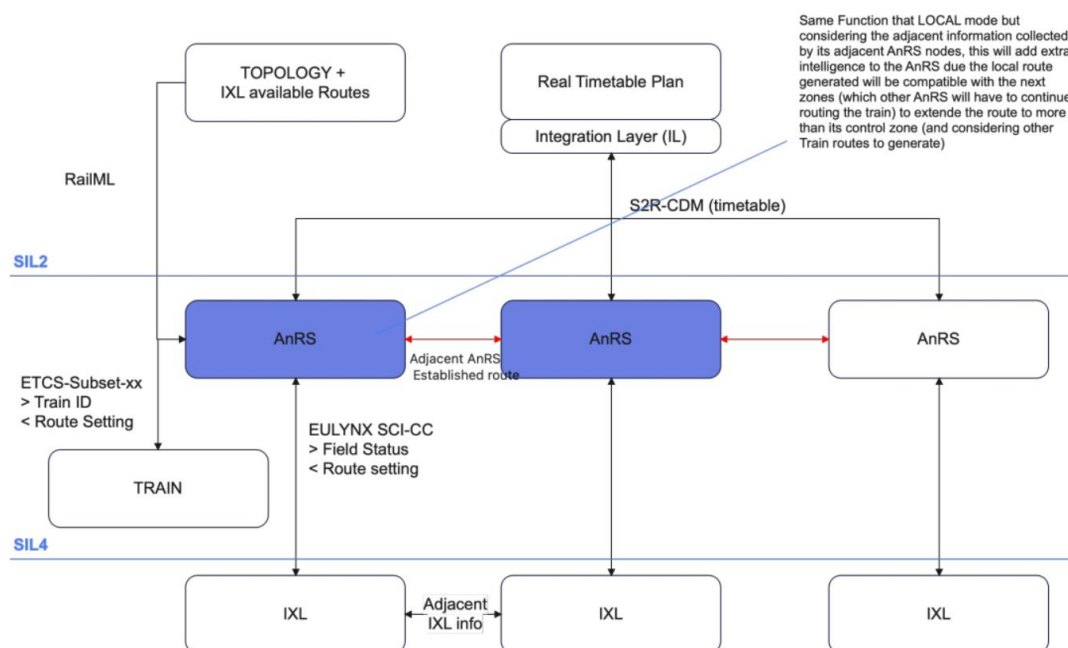 Same Function that LOCAL mode but
considering the adjacent information collected
by its adjacent AnRS nodes, this will add extra
intelligence to the AnRS due the local route
generated will be compatible with the next
zones (which other AnRS will have to continue
routing the train) to extende the route to more
than its control zone (and considering other
Train routes to generate)
TOPOLOGY +
IXL available Routes
Real Timetable Plan
Integration Layer (IL)
RailML
S2R-CDM (timetable)
SIL2
AnRS
AnRS
AnRS
Adjacent AnRS
Established route
ETCS-Subset-xx
> Train ID
< Route Setting
EULYNX SCI-CC
> Field Status
< Route setting
TRAIN
SIL4
IXL
Adjacent
IXL info
IXL
IXL